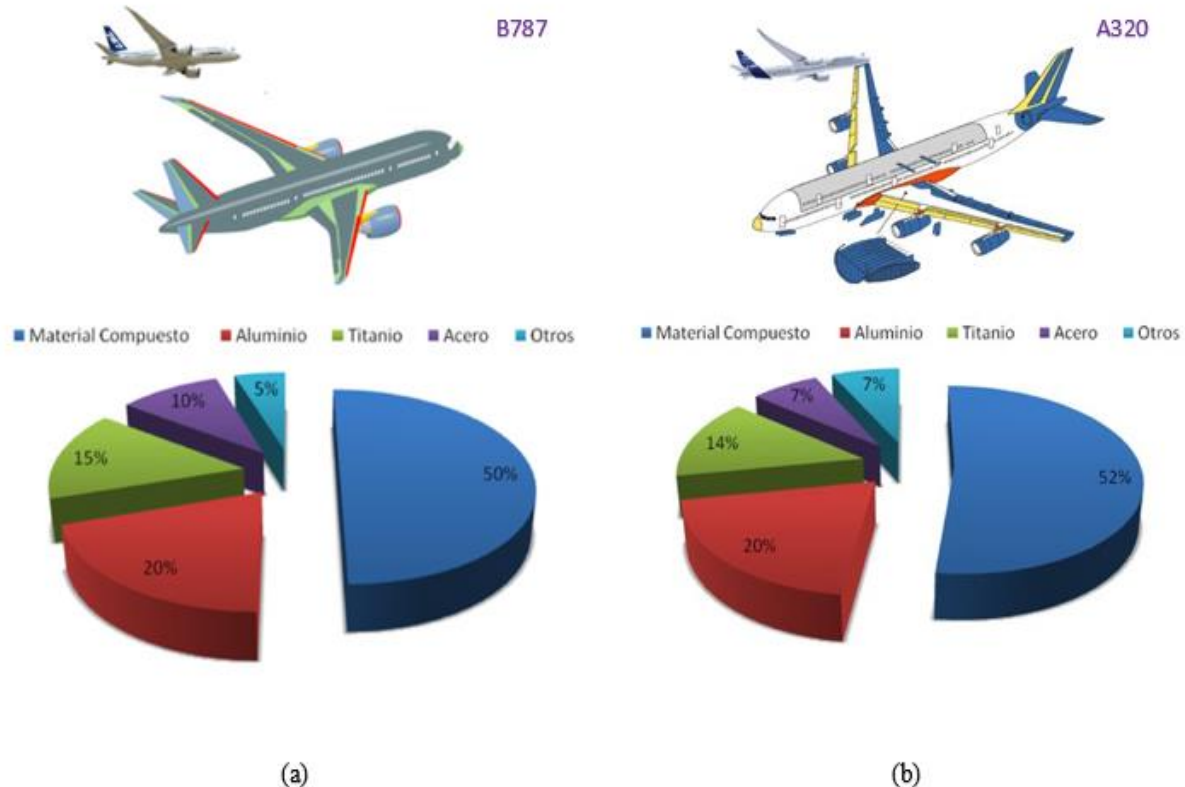 B787
A320
Material Compuesto Aluminio Titanio Acero Otros
Material Compuesto Aluminio Titanio Acero Otros
5%
10%
15%
50%
20%
7%
7%
14%
52%
20%
(a)
(b)